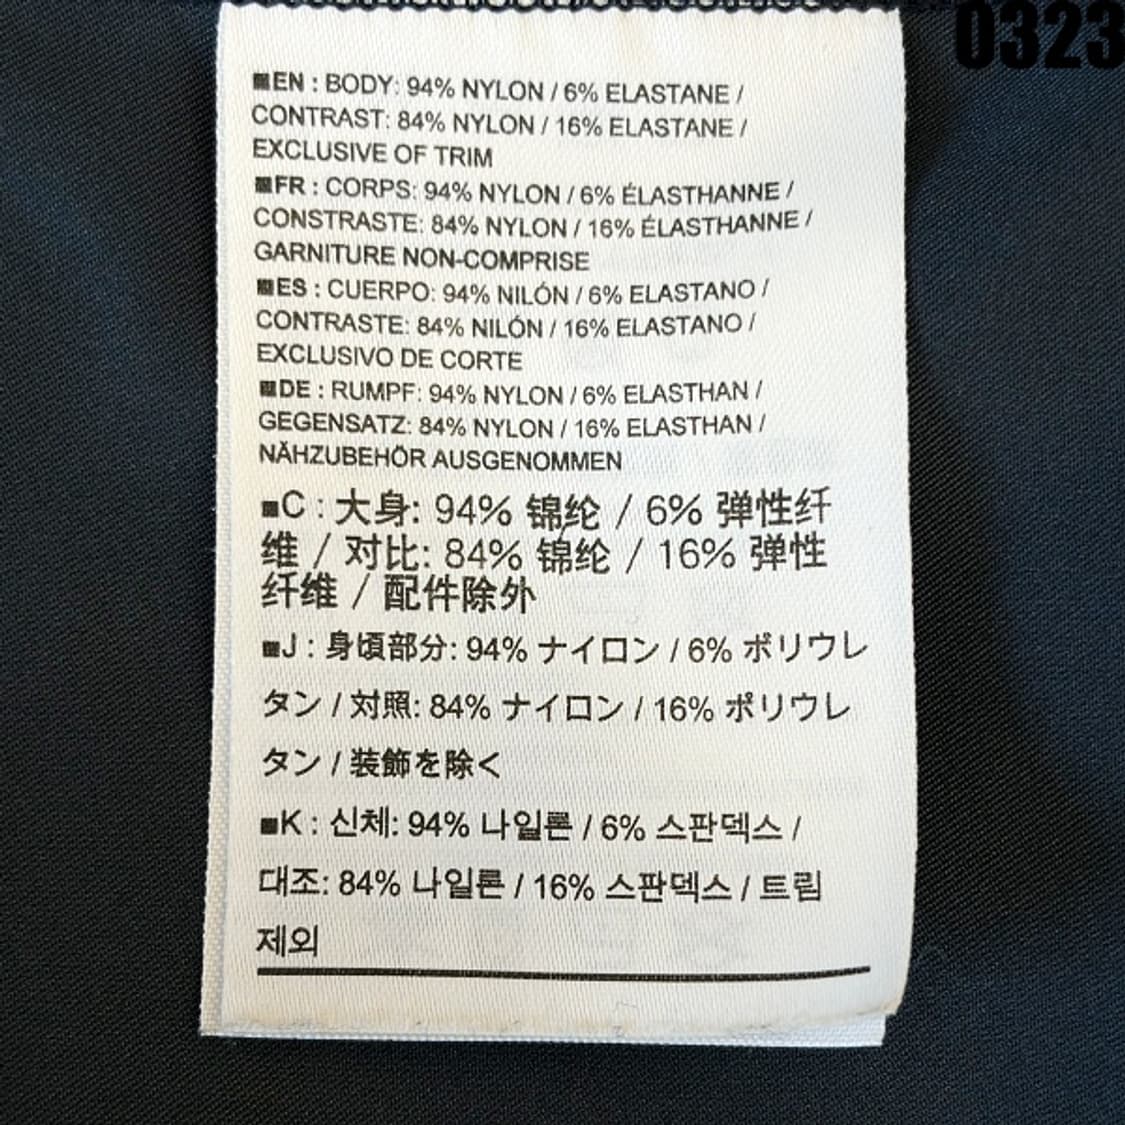 0323
■EN : BODY: 94% NYLON / 6% ELASTANE /
CONTRAST: 84% NYLON / 16% ELASTANE /
EXCLUSIVE OF TRIM
■FR : CORPS: 94% NYLON / 6% ÉLASTHANNE /
CONSTRASTE: 84% NYLON / 16% ÉLASTHANNE /
GARNITURE NON-COMPRISE
■ES : CUERPO: 94% NILÓN / 6% ELASTANO /
CONTRASTE: 84% NILÓN / 16% ELASTANO /
EXCLUSIVO DE CORTE
■DE : RUMPF: 94% NYLON / 6% ELASTHAN /
GEGENSATZ: 84% NYLON / 16% ELASTHAN /
NÄHZUBEHÖR AUSGENOMMEN
■C : 大身: 94% 锦纶 / 6% 弹性纤
维 / 对比: 84% 锦纶 / 16% 弹性
纤维 / 配件除外
■J : 身頃部分: 94% ナイロン / 6% ポリウレ
タン / 対照: 84% ナイロン / 16% ポリウレ
タン / 装飾を除く
■K : 신체: 94% 나일론 / 6% 스판덱스 /
대조: 84% 나일론 / 16% 스판덱스 / 트림
제외